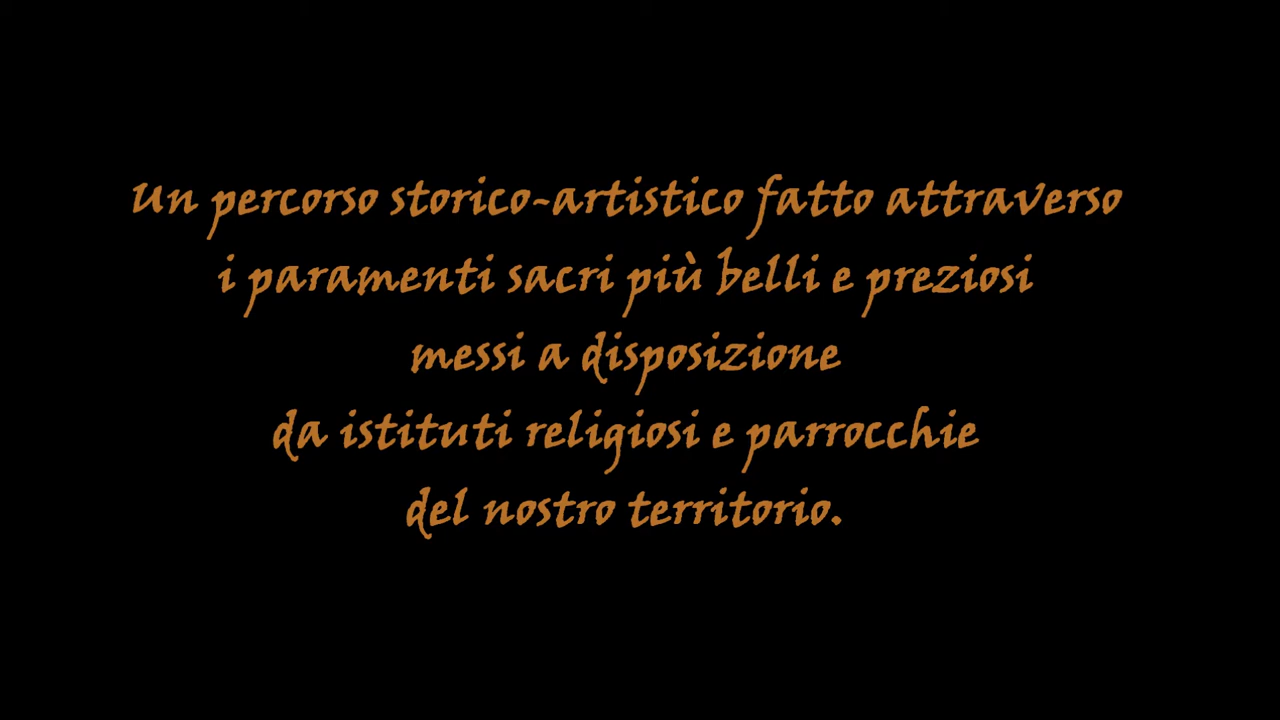 Un percorso storico-artistico fatto attraverso
i paramenti sacri più belli e preziosi
messi a disposizione
da istituti religiosi e parrocchie
del nostro territorio.